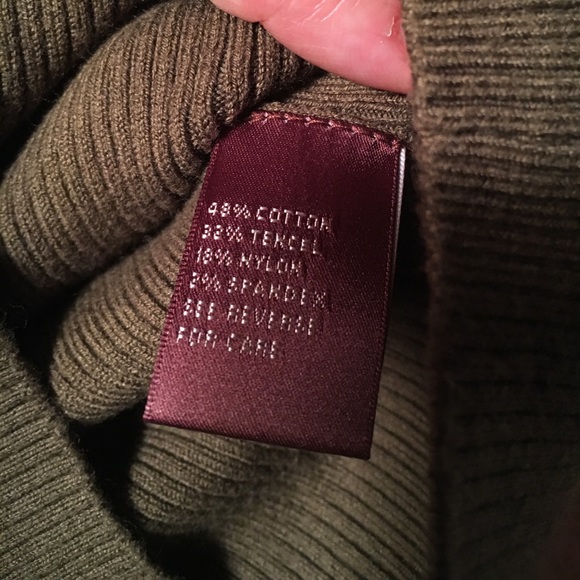 48% COTTON
32% TENCEL
18% NYLON
2% SPANDEX
SEE REVERSE
FOR CARE